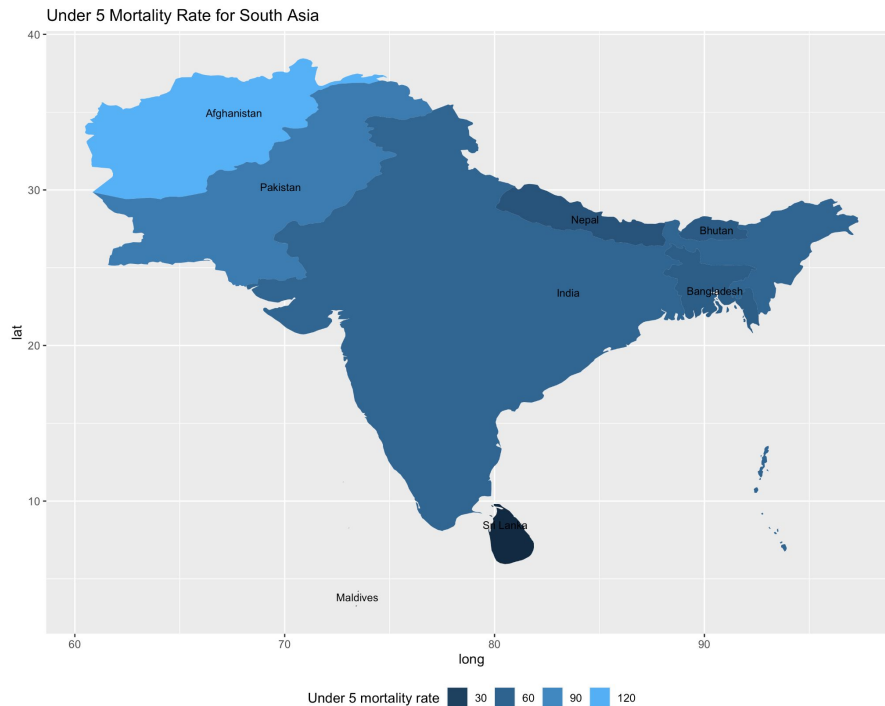 Under 5 Mortality Rate for South Asia
40
30
20
10
lat
Afghanistan
Pakistan
Nepal
Bhutan
India
Bangladesh
Sri Lanka
Maldives
60 70 80 90
long
Under 5 mortality rate 30 60 90 120